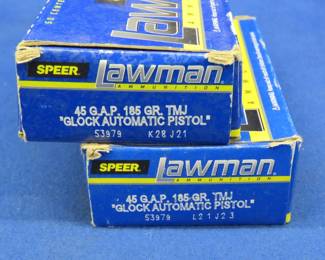 SPEER Lawman
AMMUNITION
45 G.A.P. 185 GR. TMJ
"GLOCK AUTOMATIC PISTOL"
53979 K28J21
SPEER Lawman
AMMUNITION
45 G.A.P. 185 GR. TMJ
"GLOCK AUTOMATIC PISTOL"
53979 L21J23